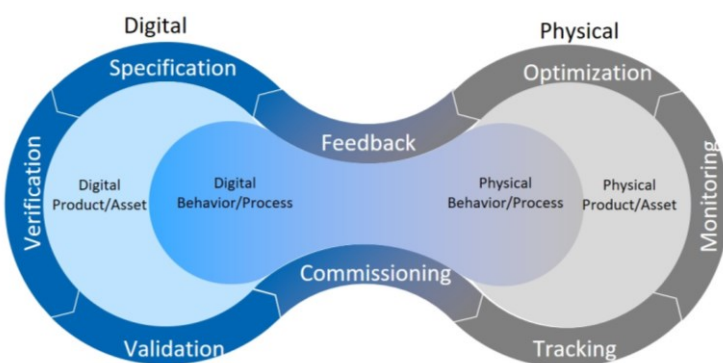 Digital
Physical
Specification
Optimization
Feedback
Verification
Digital
Product/Asset
Digital
Behavior/Process
Physical
Behavior/Process
Physical
Product/Asset
Monitoring
Commissioning
Validation
Tracking